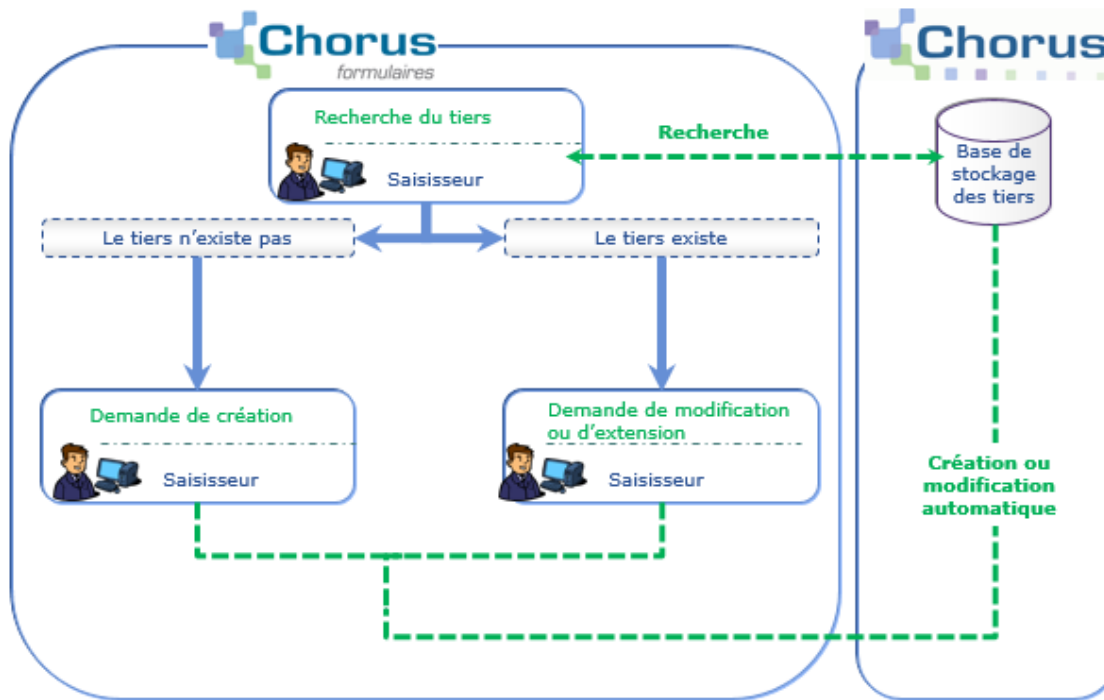 Chorus
formulaires
Chorus
Recherche du tiers
Saisisseur
Recherche
Base de
stockage
des tiers
Le tiers n’existe pas
Le tiers existe
Demande de création
Saisisseur
Demande de modification
ou d’extension
Saisisseur
Création ou
modification
automatique